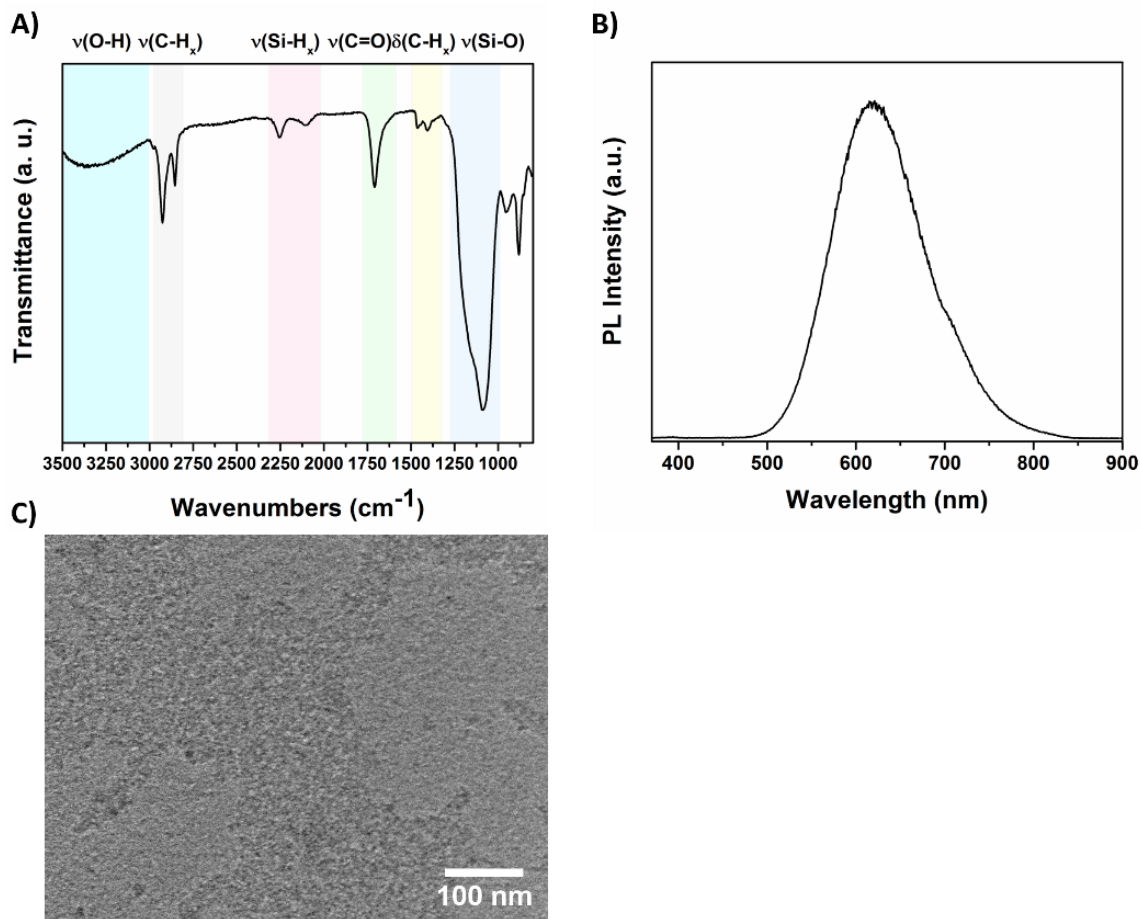 A)
ν(O-H) ν(C-Hₓ) ν(Si-Hₓ) ν(C=O)δ(C-Hₓ) ν(Si-O)
Transmittance (a. u.)
3500 3250 3000 2750 2500 2250 2000 1750 1500 1250 1000
Wavenumbers (cm⁻¹)
B)
PL Intensity (a.u.)
400 500 600 700 800 900
Wavelength (nm)
C)
100 nm